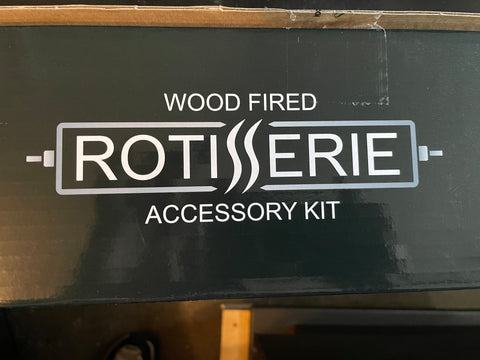 WOOD FIRED
ROTISSERIE
ACCESSORY KIT